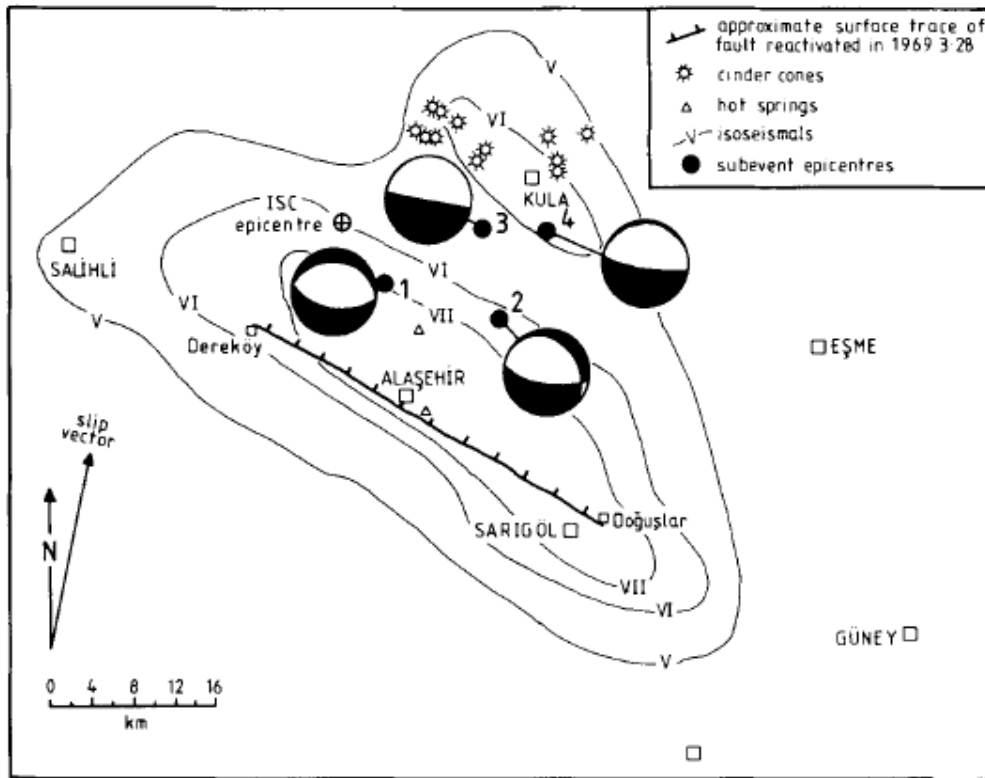 approximate surface trace of
fault reactivated in 1969 3·28
cinder cones
hot springs
V isoseismals
subevent epicentres
V
VI
KULA
ISC
epicentre
3
4
SALİHLİ
VI
1
2
VI
VII
V
Dereköy
EŞME
ALAŞEHİR
slip
vector
N
SARIGÖL
Doğuşlar
VII
VI
GÜNEY
V
0 4 8 12 16
km